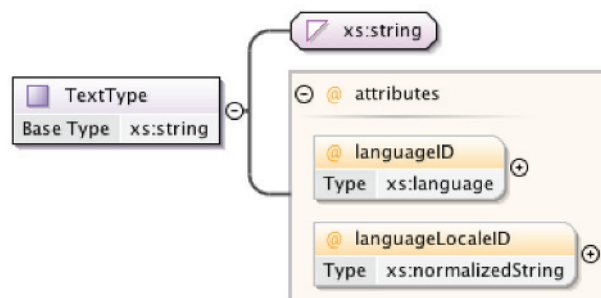 xs:string
TextType
Base Type xs:string
@ attributes
@ languageID
Type xs:language
@ languageLocaleID
Type xs:normalizedString